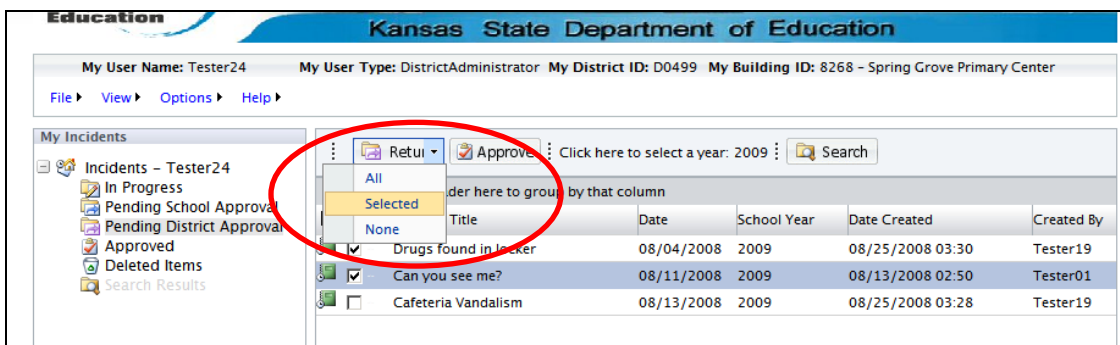 Education
Kansas State Department of Education
My User Name: Tester24 My User Type: DistrictAdministrator My District ID: D0499 My Building ID: 8268 - Spring Grove Primary Center
File View Options Help
My Incidents
Incidents - Tester24
In Progress
Pending School Approval
Pending District Approval
Approved
Deleted Items
Search Results
Retur Approve Click here to select a year: 2009 Search
All
Selected
None
der here to group by that column
Title Date School Year Date Created Created By
Drugs found in locker 08/04/2008 2009 08/25/2008 03:30 Tester19
Can you see me? 08/11/2008 2009 08/13/2008 02:50 Tester01
Cafeteria Vandalism 08/13/2008 2009 08/25/2008 03:28 Tester19